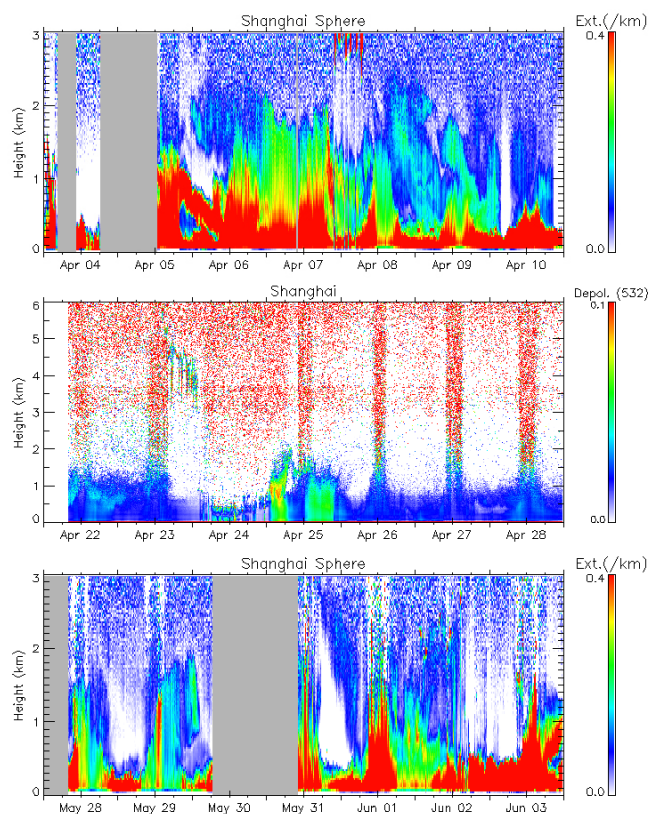 Shanghai Sphere
Ext.(/km)
3
2
1
0
Height (km)
0.4
0.0
Apr 04 Apr 05 Apr 06 Apr 07 Apr 08 Apr 09 Apr 10
Shanghai
Depol. (532)
6
5
4
3
2
1
0
Height (km)
0.1
0.0
Apr 22 Apr 23 Apr 24 Apr 25 Apr 26 Apr 27 Apr 28
Shanghai Sphere
Ext.(/km)
3
2
1
0
Height (km)
0.4
0.0
May 28 May 29 May 30 May 31 Jun 01 Jun 02 Jun 03